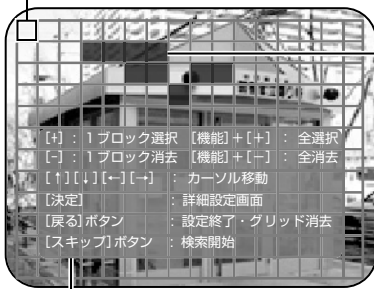 [+] : 1ブロック選択 [機能]+[+] : 全選択
[−] : 1ブロック消去 [機能]+[−] : 全消去
[↑][↓][←][→] : カーソル移動
[決定] : 詳細設定画面
[戻る]ボタン : 設定終了・グリッド消去
[スキップ]ボタン : 検索開始